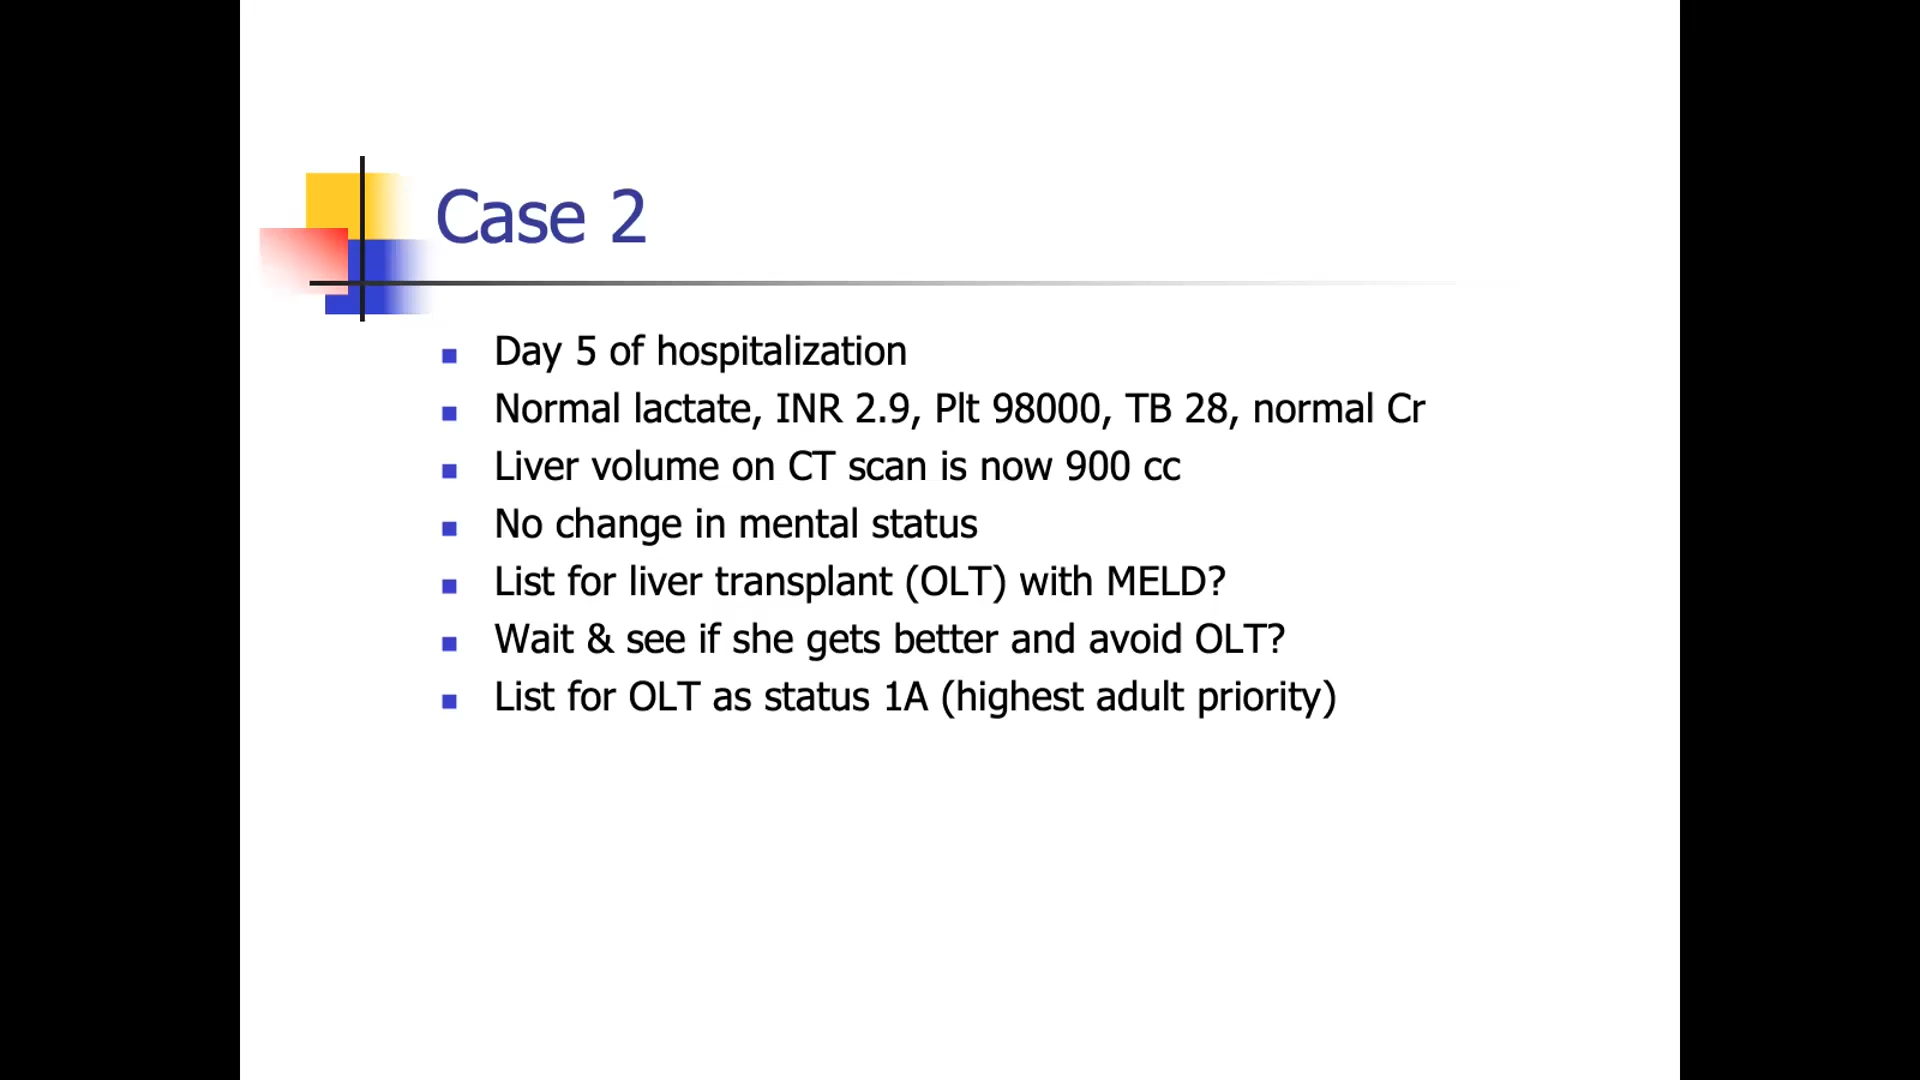 Case 2
Day 5 of hospitalization
Normal lactate, INR 2.9, Plt 98000, TB 28, normal Cr
Liver volume on CT scan is now 900 cc
No change in mental status
List for liver transplant (OLT) with MELD?
Wait & see if she gets better and avoid OLT?
List for OLT as status 1A (highest adult priority)